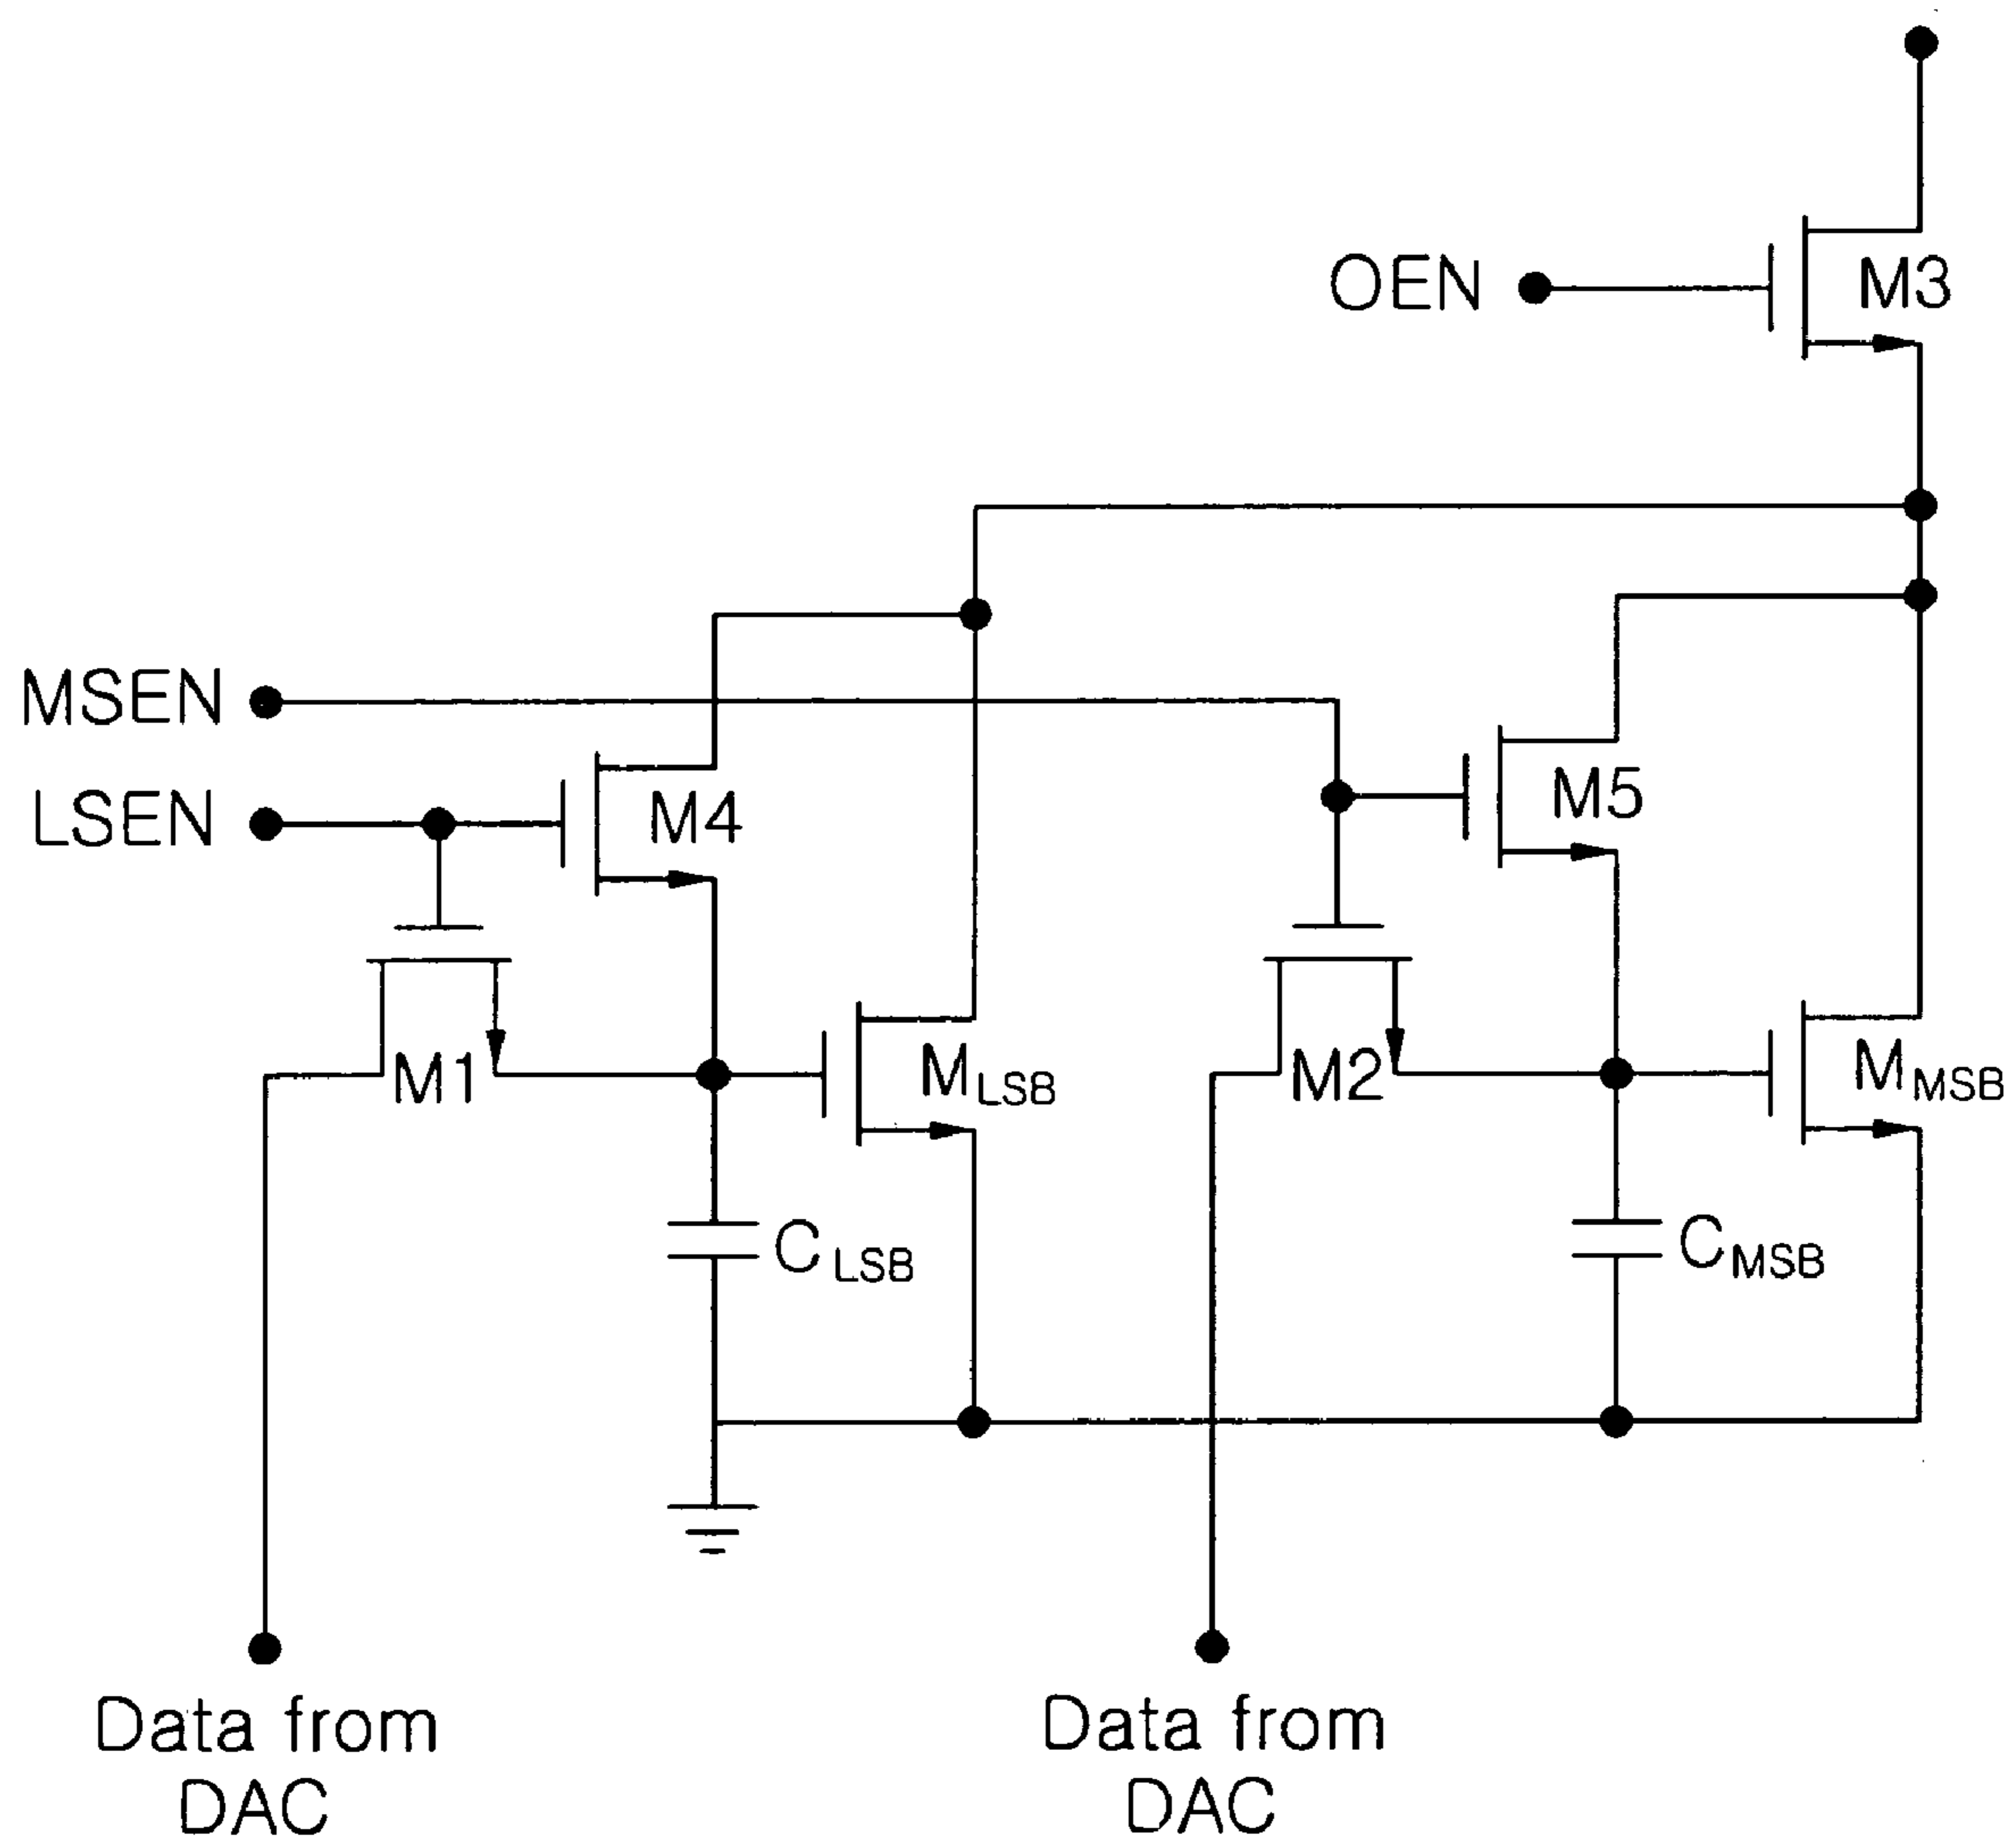 OEN
M3
MSEN
M5
LSEN
M4
M1
MLSB
M2
MMSB
CLSB
CMSB
Data from
DAC
Data from
DAC